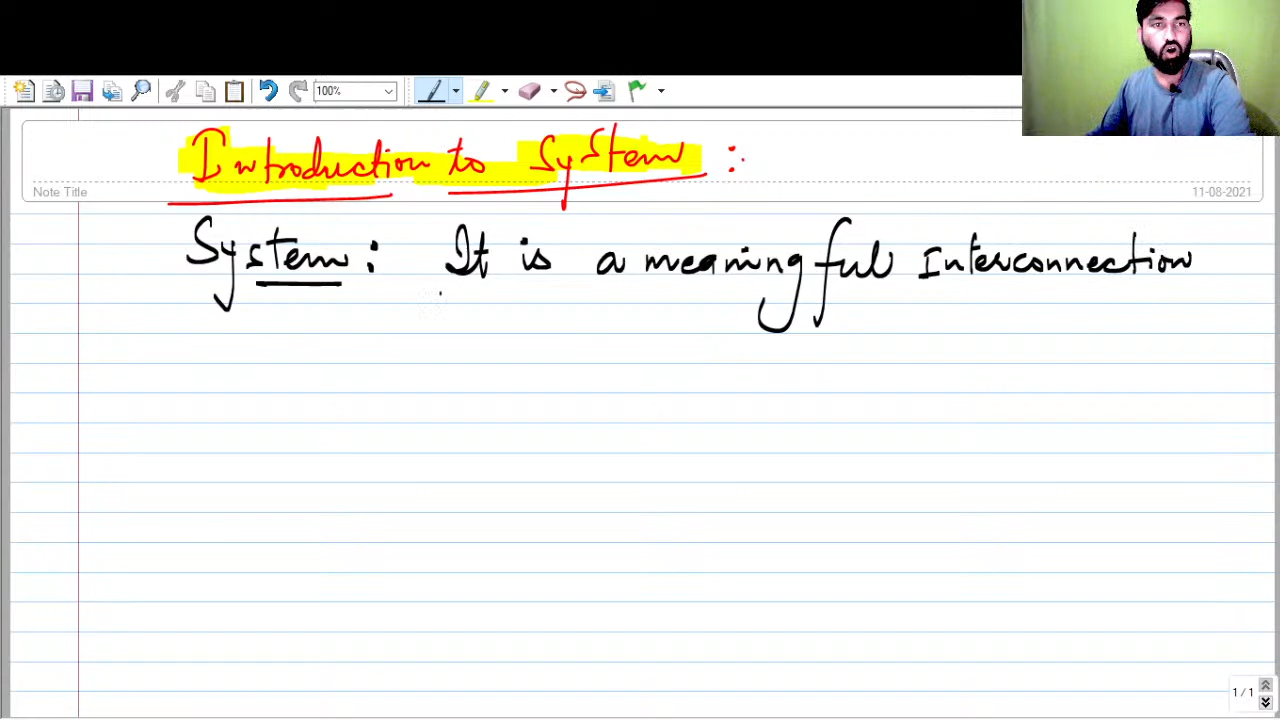 100%
Introduction to System :
Note Title
11-08-2021
System : It is a meaningful Interconnection
1/1